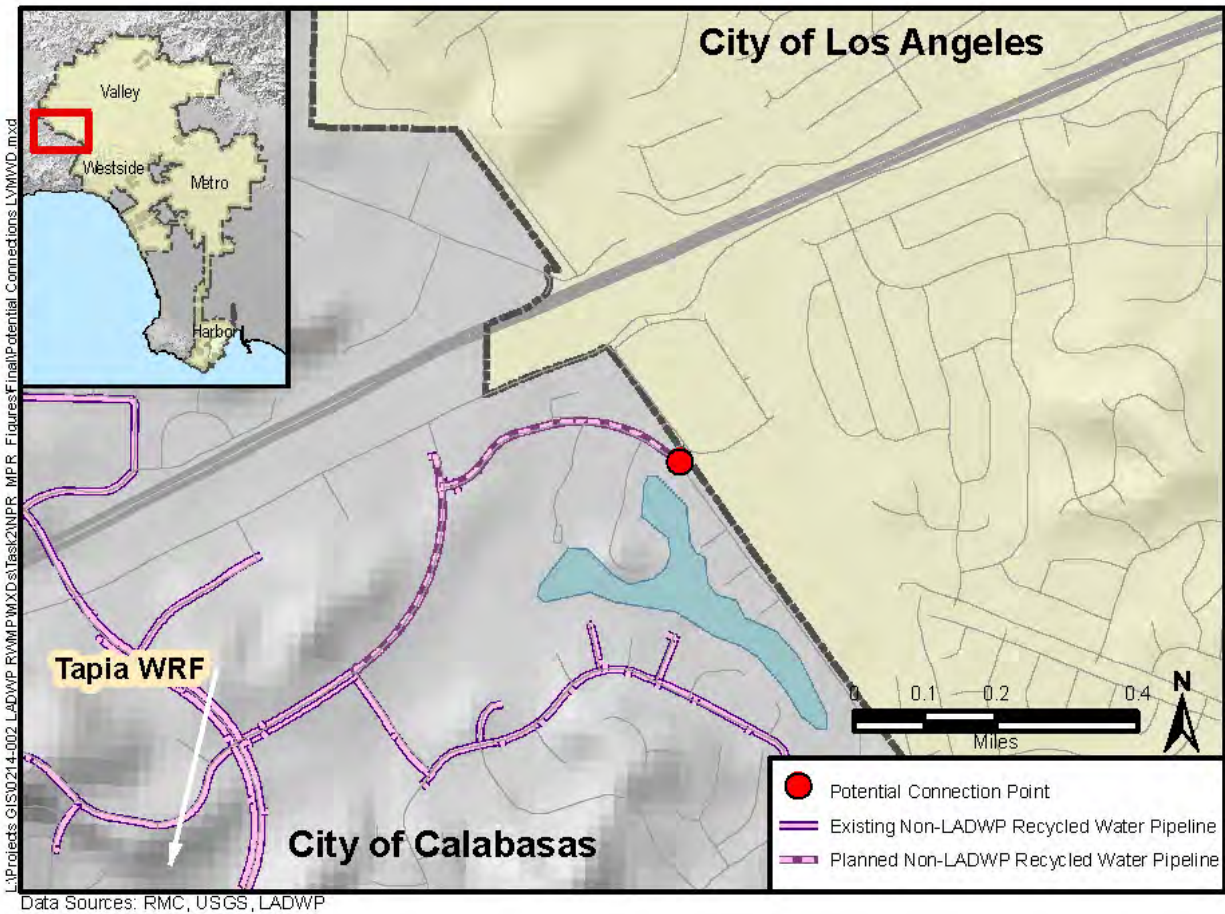 City of Los Angeles
Valley
Westside
Metro
Harbor
L:\Projects GIS\0214-002 LADWP RWMP\MXDs\Task2\NPR_MPR_Figures\Final\Potential Connections LVMWD.mxd
Tapia WRF
City of Calabasas
N
0 0.1 0.2 0.4
Miles
Potential Connection Point
Existing Non-LADWP Recycled Water Pipeline
Planned Non-LADWP Recycled Water Pipeline
Data Sources: RMC, USGS, LADWP